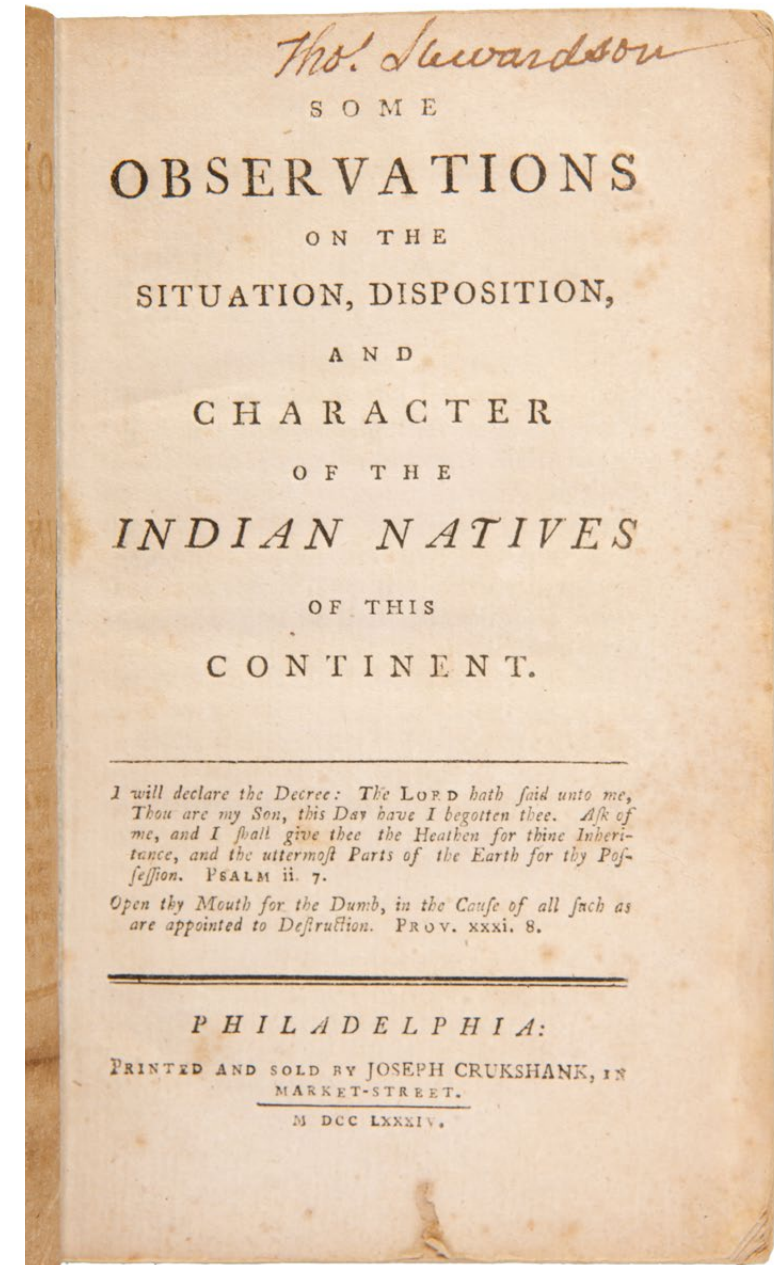 Tho! Stewardson
SOME
OBSERVATIONS
ON THE
SITUATION, DISPOSITION,
AND
CHARACTER
OF THE
INDIAN NATIVES
OF THIS
CONTINENT.
I will declare the Decree: The LORD hath ſaid unto me,
Thou are my Son, this Day have I begotten thee. Aſk of
me, and I ſhall give thee the Heathen for thine Inheri-
tance, and the uttermoſt Parts of the Earth for thy Poſ-
ſeſſion. PSALM ii. 7.
Open thy Mouth for the Dumb, in the Cauſe of all ſuch as
are appointed to Deſtruction. PROV. xxxi. 8.
PHILADELPHIA:
PRINTED AND SOLD BY JOSEPH CRUKSHANK, IN
MARKET-STREET.
M DCC LXXXIV.